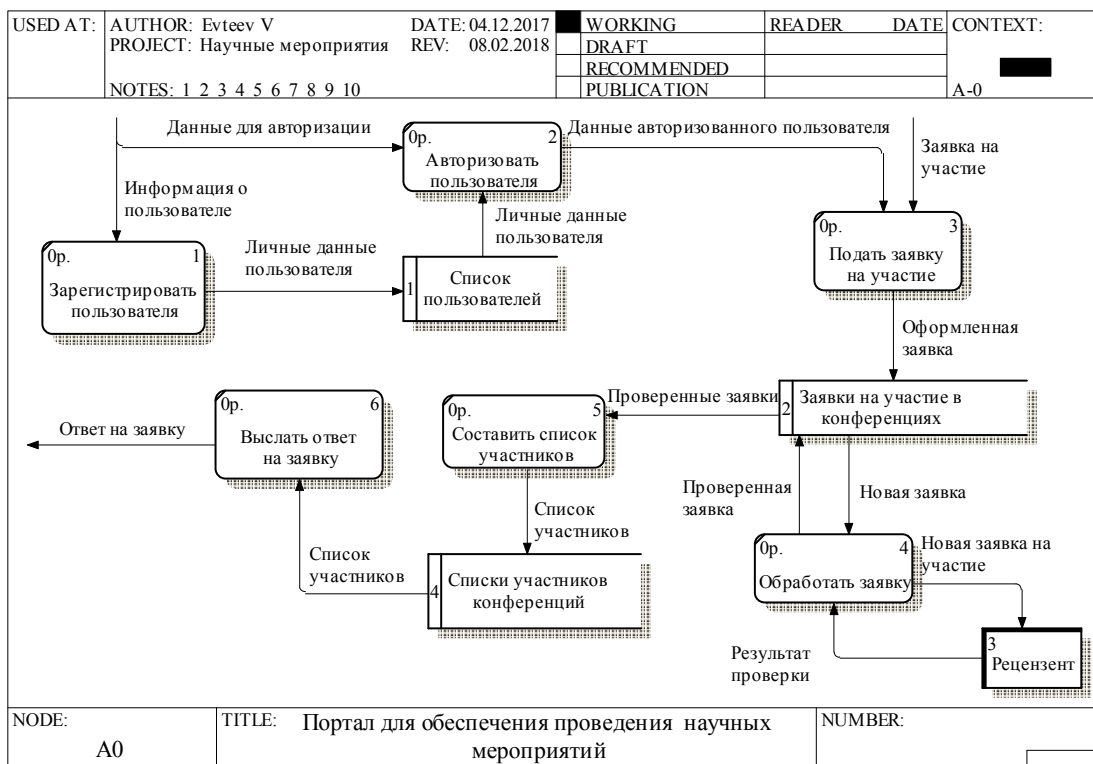 USED AT:
AUTHOR: Evteev V
DATE: 04.12.2017
PROJECT: Научные мероприятия
REV: 08.02.2018
NOTES: 1 2 3 4 5 6 7 8 9 10
WORKING
DRAFT
RECOMMENDED
PUBLICATION
READER DATE
CONTEXT:
A-0
Данные для авторизации
0р. 2
Авторизовать
пользователя
Данные авторизованного пользователя
Заявка на
участие
Информация о
пользователе
Личные данные
пользователя
0р. 3
Подать заявку
на участие
0р. 1
Зарегистрировать
пользователя
Личные данные
пользователя
1
Список
пользователей
Оформленная
заявка
0р. 6
Выслать ответ
на заявку
Ответ на заявку
0р. 5
Составить список
участников
Проверенные заявки
2
Заявки на участие в
конференциях
Проверенная
заявка
Новая заявка
Список
участников
Список
участников
4
Списки участников
конференций
0р. 4
Обработать заявку
Новая заявка на
участие
Результат
проверки
3
Рецензент
NODE:
A0
TITLE:
Портал для обеспечения проведения научных
мероприятий
NUMBER: